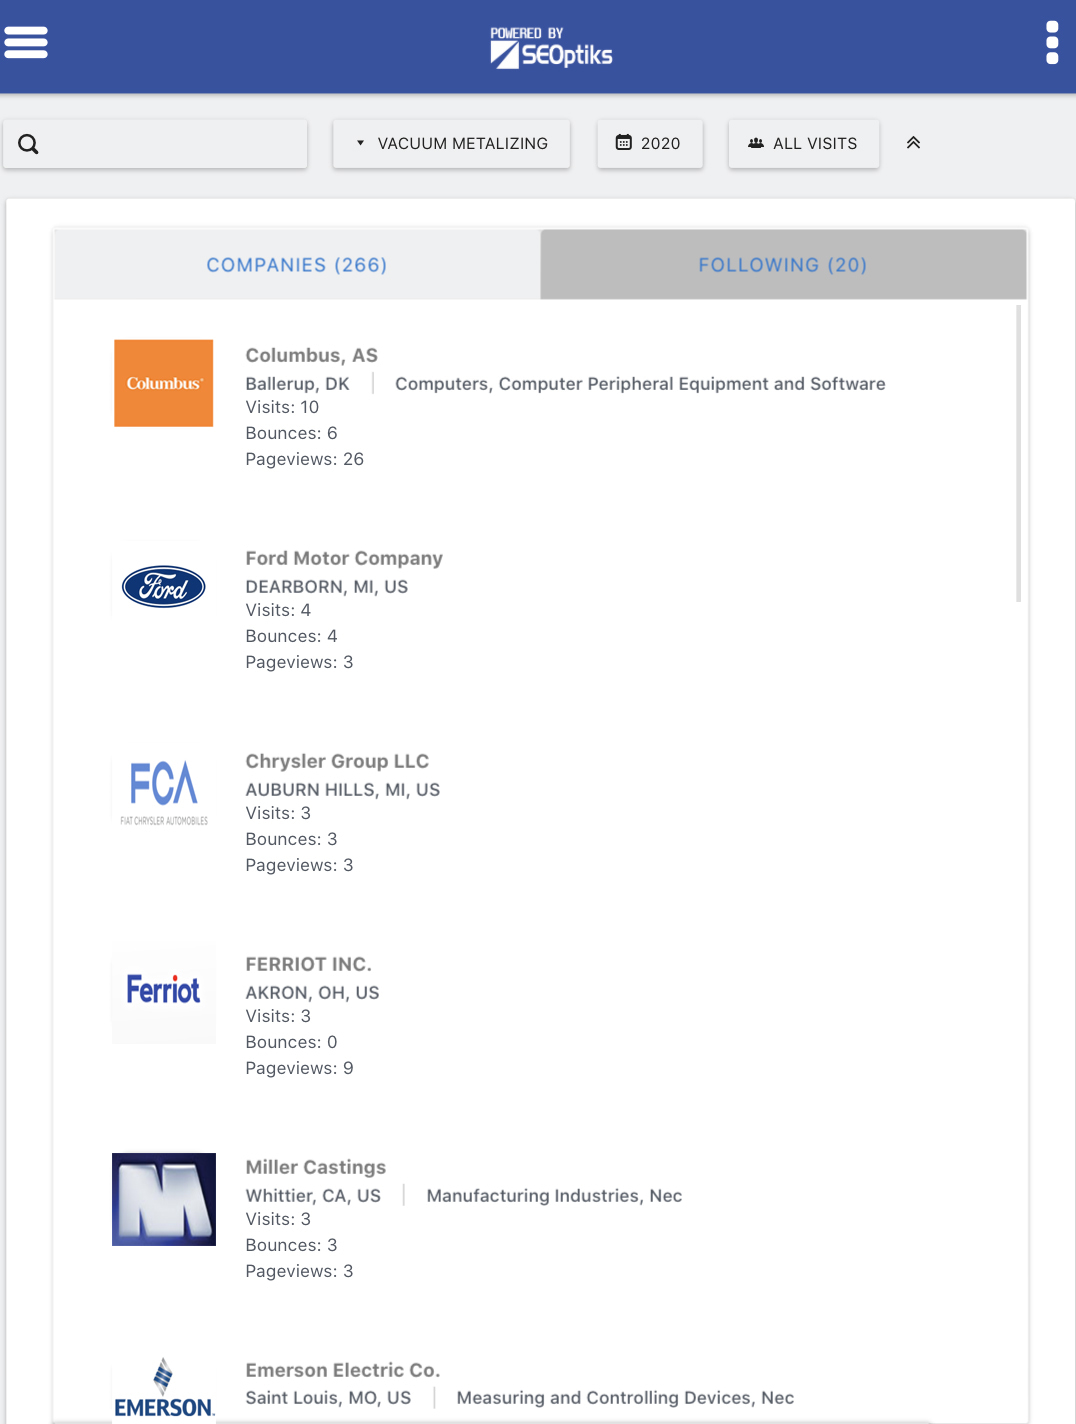 POWERED BY
SEOptiks
VACUUM METALIZING
2020
ALL VISITS
COMPANIES (266)
FOLLOWING (20)
Columbus
Columbus, AS
Ballerup, DK
Computers, Computer Peripheral Equipment and Software
Visits: 10
Bounces: 6
Pageviews: 26
Ford
Ford Motor Company
DEARBORN, MI, US
Visits: 4
Bounces: 4
Pageviews: 3
FCA
FIAT CHRYSLER AUTOMOBILES
Chrysler Group LLC
AUBURN HILLS, MI, US
Visits: 3
Bounces: 3
Pageviews: 3
Ferriot
FERRIOT INC.
AKRON, OH, US
Visits: 3
Bounces: 0
Pageviews: 9
M
Miller Castings
Whittier, CA, US
Manufacturing Industries, Nec
Visits: 3
Bounces: 3
Pageviews: 3
EMERSON.
Emerson Electric Co.
Saint Louis, MO, US
Measuring and Controlling Devices, Nec